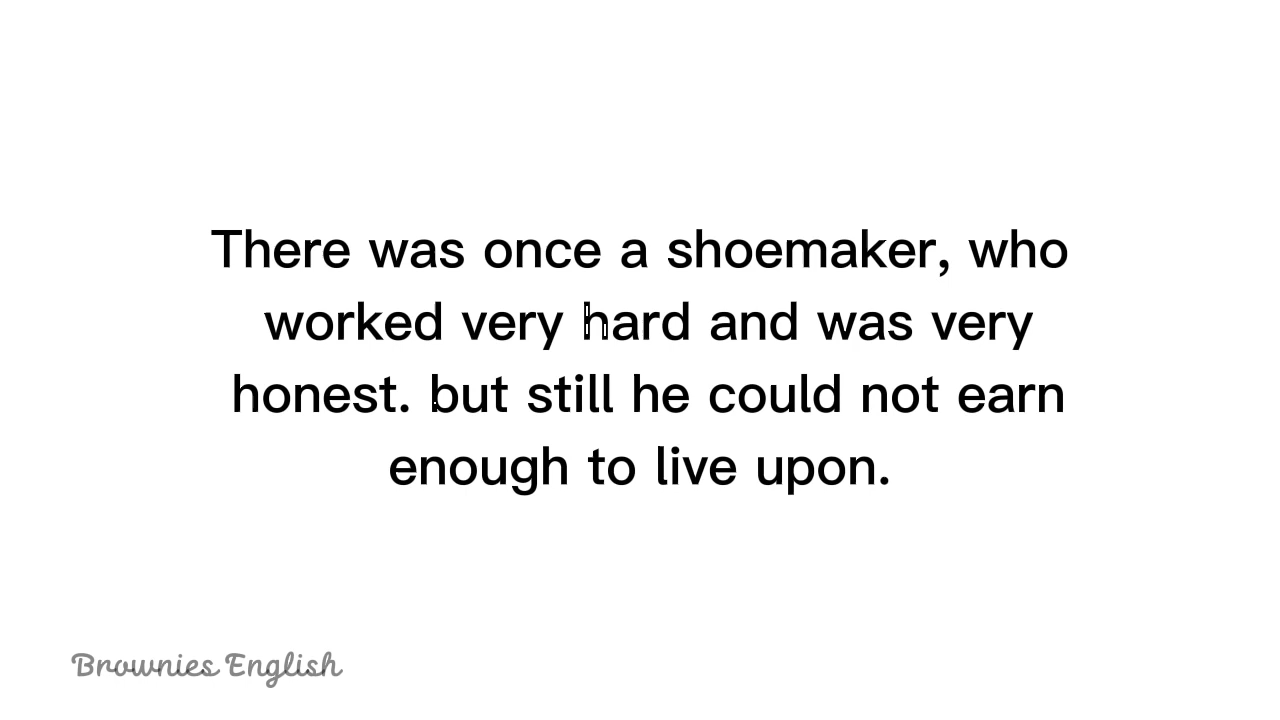 There was once a shoemaker, who
worked very hard and was very
honest. but still he could not earn
enough to live upon.
Brownies English